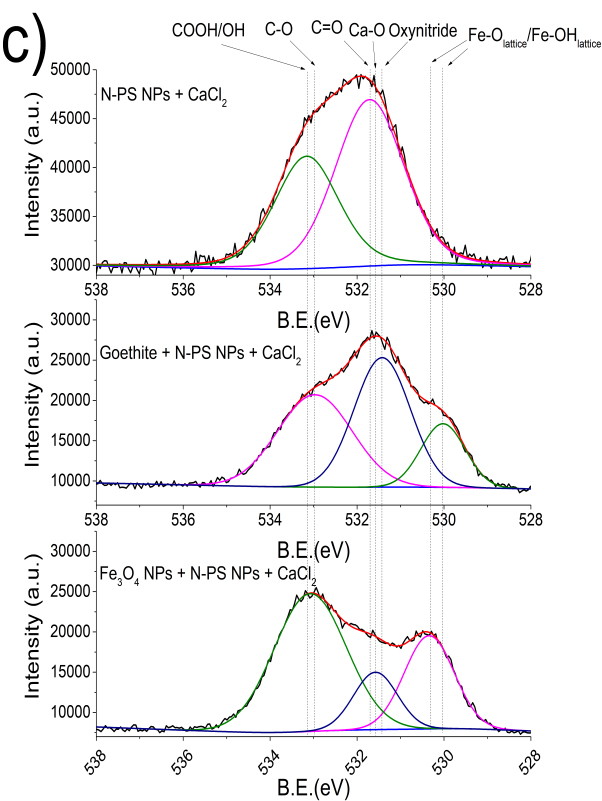 c)
COOH/OH C-O C=O Ca-O Oxynitride Fe-Olattice/Fe-OHlattice
50000
N-PS NPs + CaCl2
45000
40000
35000
30000
Intensity (a.u.)
538 536 534 532 530 528
B.E.(eV)
30000
Goethite + N-PS NPs + CaCl2
25000
20000
15000
10000
Intensity (a.u.)
538 536 534 532 530 528
B.E.(eV)
30000
Fe3O4 NPs + N-PS NPs + CaCl2
25000
20000
15000
10000
Intensity (a.u.)
538 536 534 532 530 528
B.E.(eV)